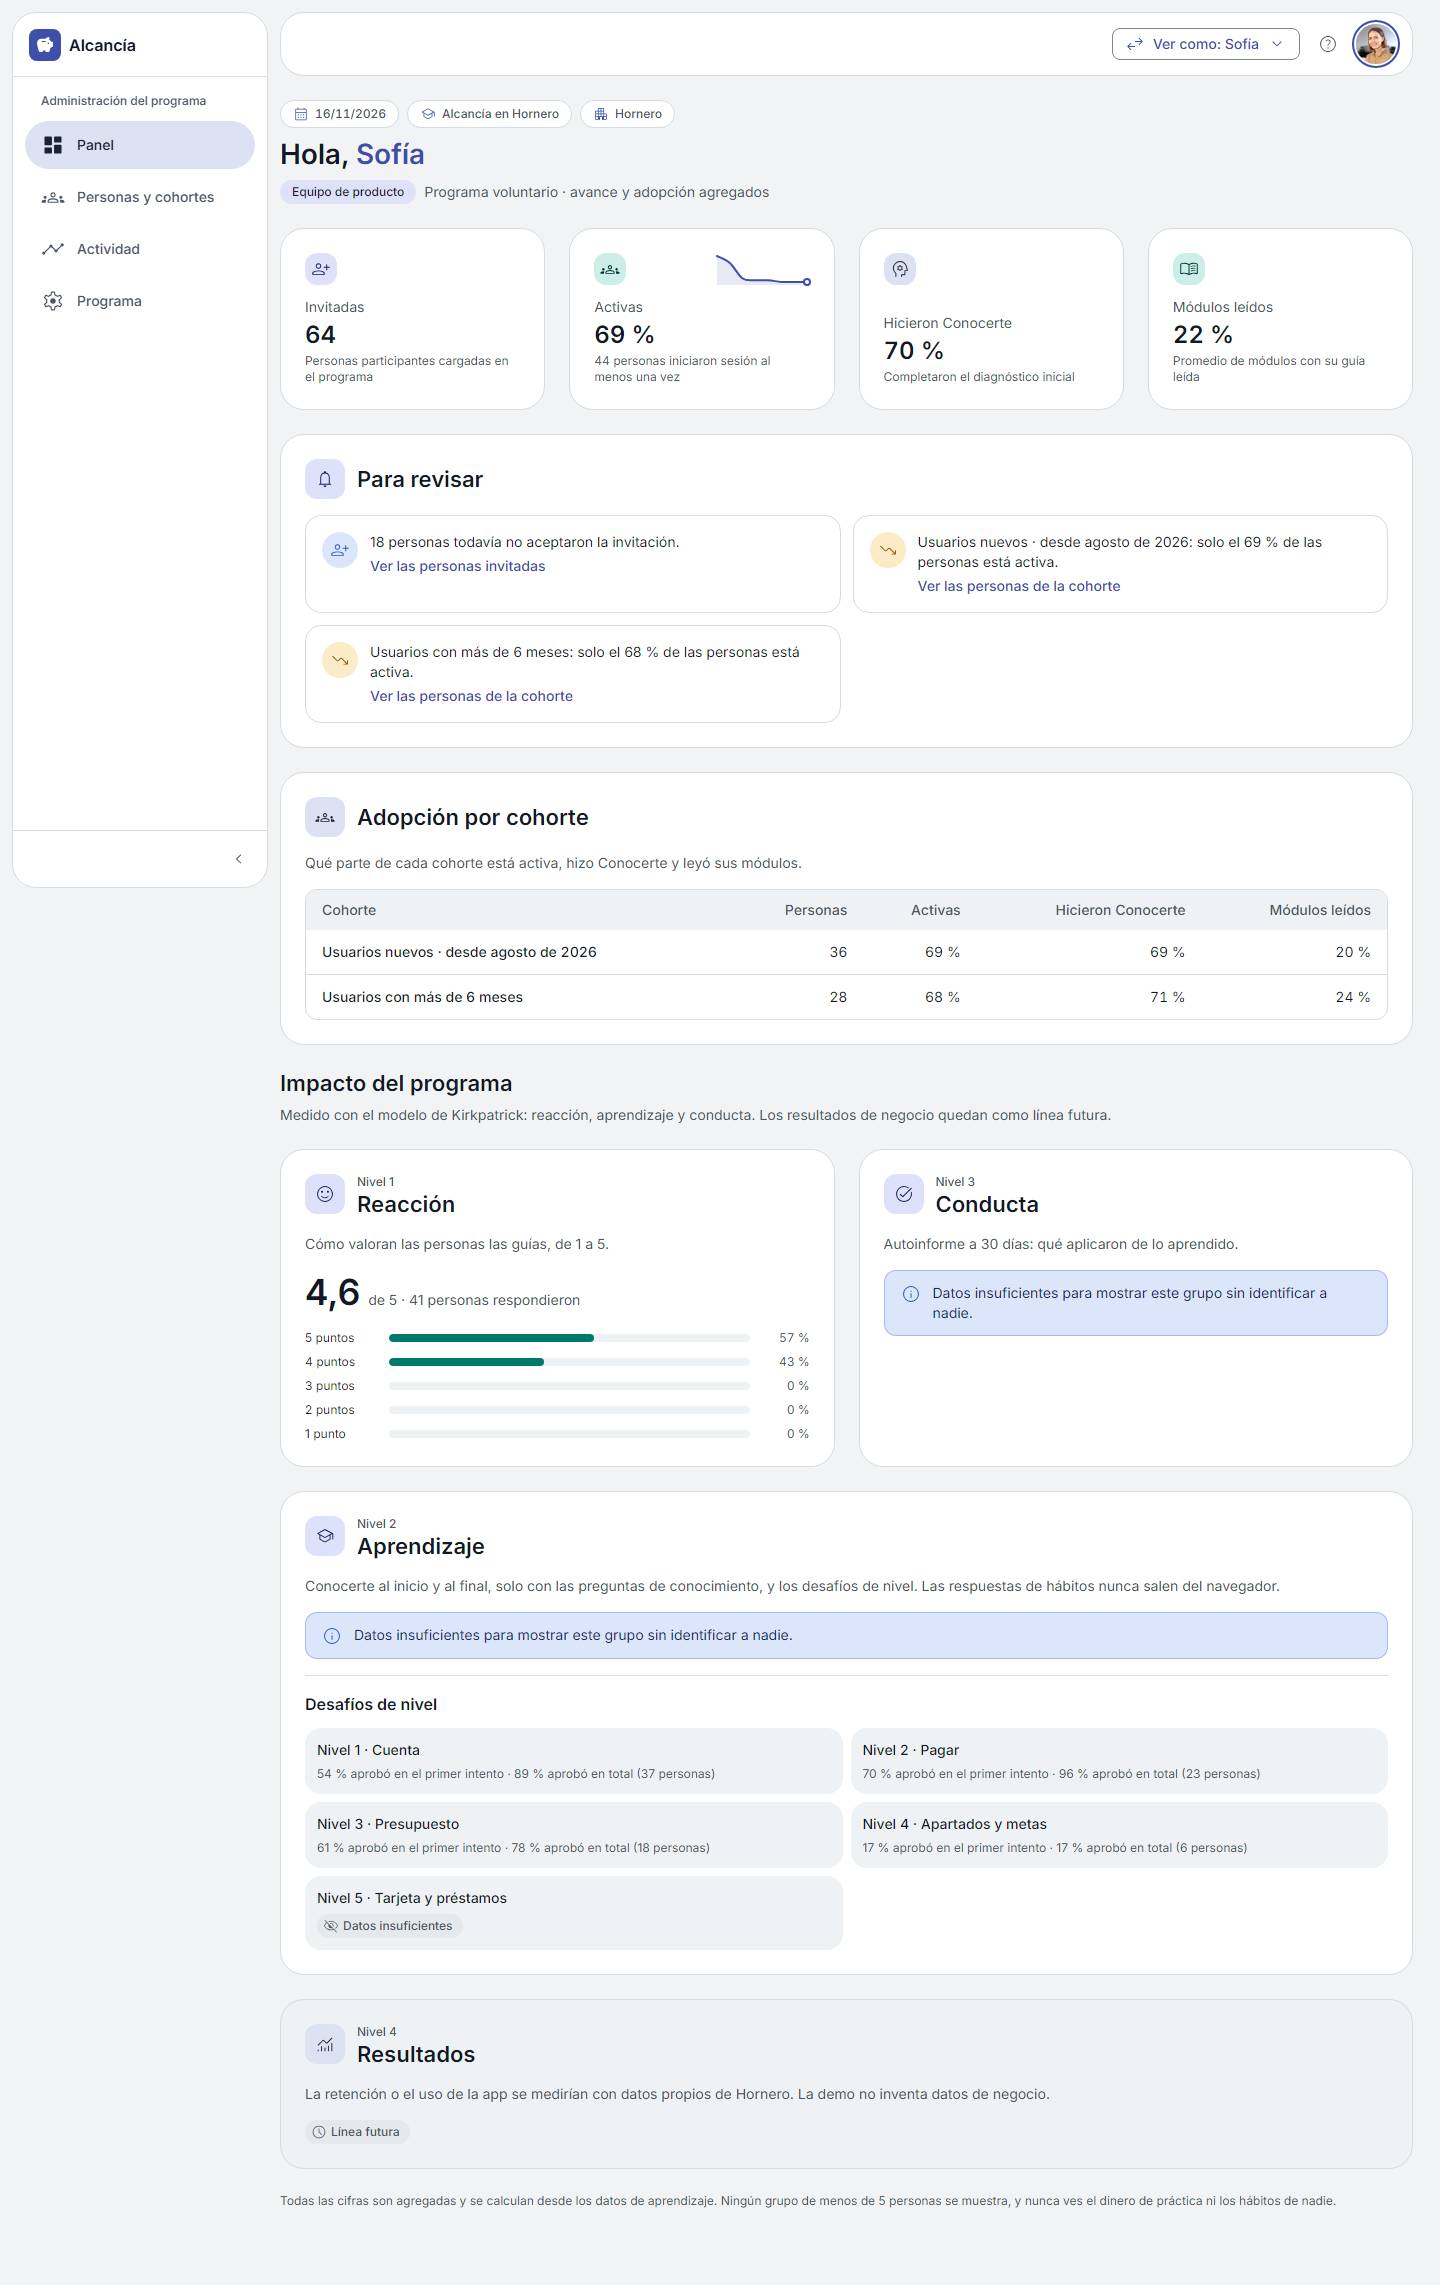 Alcancía
Ver como: Sofía
Administración del programa
Panel
Personas y cohortes
Actividad
Programa
16/11/2026
Alcancía en Hornero
Hornero
Hola, Sofía
Equipo de producto
Programa voluntario · avance y adopción agregados
Invitadas
64
Personas participantes cargadas en
el programa
Activas
69 %
44 personas iniciaron sesión al
menos una vez
Hicieron Conocerte
70 %
Completaron el diagnóstico inicial
Módulos leídos
22 %
Promedio de módulos con su guía
leída
Para revisar
18 personas todavía no aceptaron la invitación.
Ver las personas invitadas
Usuarios nuevos · desde agosto de 2026: solo el 69 % de las
personas está activa.
Ver las personas de la cohorte
Usuarios con más de 6 meses: solo el 68 % de las personas está
activa.
Ver las personas de la cohorte
Adopción por cohorte
Qué parte de cada cohorte está activa, hizo Conocerte y leyó sus módulos.
Cohorte Personas Activas Hicieron Conocerte Módulos leídos
Usuarios nuevos · desde agosto de 2026 36 69 % 69 % 20 %
Usuarios con más de 6 meses 28 68 % 71 % 24 %
Impacto del programa
Medido con el modelo de Kirkpatrick: reacción, aprendizaje y conducta. Los resultados de negocio quedan como línea futura.
Nivel 1
Reacción
Cómo valoran las personas las guías, de 1 a 5.
4,6 de 5 · 41 personas respondieron
5 puntos 57 %
4 puntos 43 %
3 puntos 0 %
2 puntos 0 %
1 punto 0 %
Nivel 3
Conducta
Autoinforme a 30 días: qué aplicaron de lo aprendido.
Datos insuficientes para mostrar este grupo sin identificar a
nadie.
Nivel 2
Aprendizaje
Conocerte al inicio y al final, solo con las preguntas de conocimiento, y los desafíos de nivel. Las respuestas de hábitos nunca salen del navegador.
Datos insuficientes para mostrar este grupo sin identificar a nadie.
Desafíos de nivel
Nivel 1 · Cuenta
54 % aprobó en el primer intento · 89 % aprobó en total (37 personas)
Nivel 2 · Pagar
70 % aprobó en el primer intento · 96 % aprobó en total (23 personas)
Nivel 3 · Presupuesto
61 % aprobó en el primer intento · 78 % aprobó en total (18 personas)
Nivel 4 · Apartados y metas
17 % aprobó en el primer intento · 17 % aprobó en total (6 personas)
Nivel 5 · Tarjeta y préstamos
Datos insuficientes
Nivel 4
Resultados
La retención o el uso de la app se medirían con datos propios de Hornero. La demo no inventa datos de negocio.
Línea futura
Todas las cifras son agregadas y se calculan desde los datos de aprendizaje. Ningún grupo de menos de 5 personas se muestra, y nunca ves el dinero de práctica ni los hábitos de nadie.